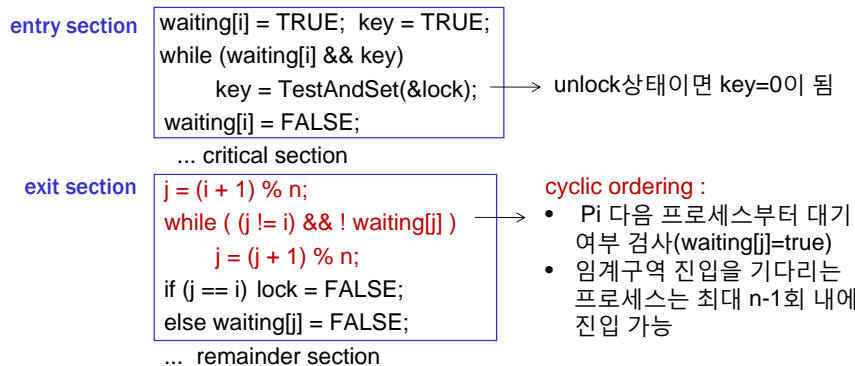 entry section
waiting[i] = TRUE; key = TRUE;
while (waiting[i] && key)
key = TestAndSet(&lock);
unlock상태이면 key=0이 됨
waiting[i] = FALSE;
... critical section
exit section
j = (i + 1) % n;
while ( (j != i) && ! waiting[j] )
j = (j + 1) % n;
if (j == i) lock = FALSE;
else waiting[j] = FALSE;
... remainder section
cyclic ordering :
• Pi 다음 프로세스부터 대기
여부 검사(waiting[j]=true)
• 임계구역 진입을 기다리는
프로세스는 최대 n-1회 내에
진입 가능